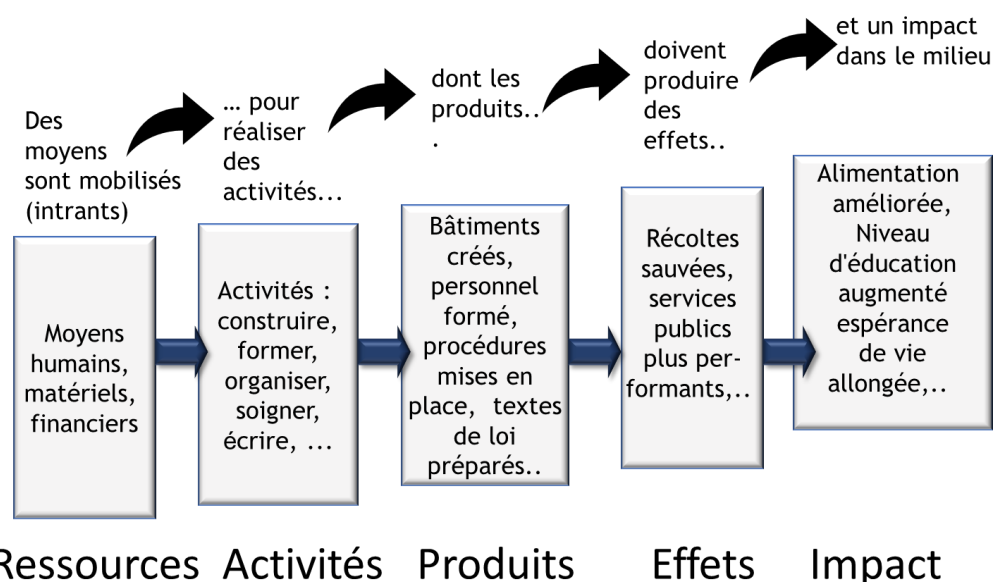 Des
moyens
sont mobilisés
(intrants)
… pour
réaliser
des
activités...
dont les
produits..
.
doivent
produire
des
effets..
et un impact
dans le milieu
Moyens
humains,
matériels,
financiers
Activités :
construire,
former,
organiser,
soigner,
écrire, ...
Bâtiments
créés,
personnel
formé,
procédures
mises en
place, textes
de loi
préparés..
Récoltes
sauvées,
services
publics
plus per-
formants,..
Alimentation
améliorée,
Niveau
d'éducation
augmenté
espérance
de vie
allongée,..
Ressources Activités Produits Effets Impact